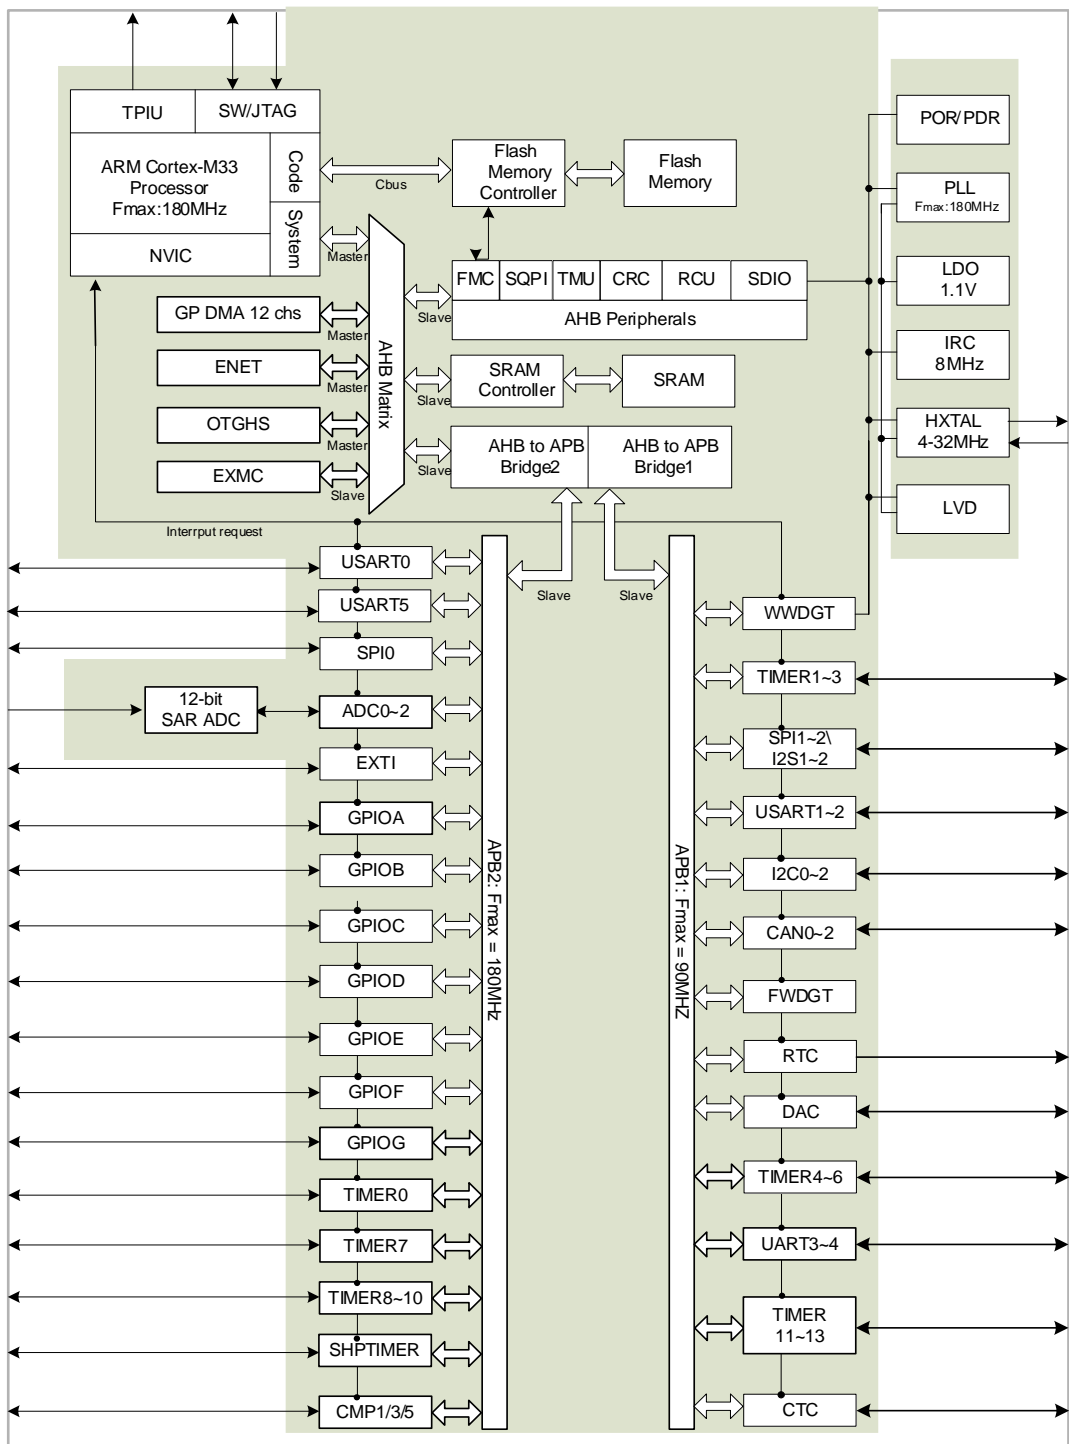 TPIU
SW/JTAG
ARM Cortex-M33
Processor
Fmax:180MHz
Code
System
NVIC
Cbus
Flash
Memory
Controller
Flash
Memory
Master
FMC
SQPI
TMU
CRC
RCU
SDIO
AHB Peripherals
Slave
GP DMA 12 chs
Master
ENET
Master
OTGHS
Master
EXMC
Slave
AHB Matrix
SRAM
Controller
SRAM
Slave
AHB to APB
Bridge2
AHB to APB
Bridge1
Slave
POR/PDR
PLL
Fmax:180MHz
LDO
1.1V
IRC
8MHz
HXTAL
4-32MHz
LVD
Interrput request
Slave
Slave
USART0
USART5
SPI0
12-bit
SAR ADC
ADC0~2
EXTI
GPIOA
GPIOB
GPIOC
GPIOD
GPIOE
GPIOF
GPIOG
TIMER0
TIMER7
TIMER8~10
SHPTIMER
CMP1/3/5
APB2: Fmax = 180MHz
APB1: Fmax = 90MHZ
WWDGT
TIMER1~3
SPI1~2\
I2S1~2
USART1~2
I2C0~2
CAN0~2
FWDGT
RTC
DAC
TIMER4~6
UART3~4
TIMER
11~13
CTC